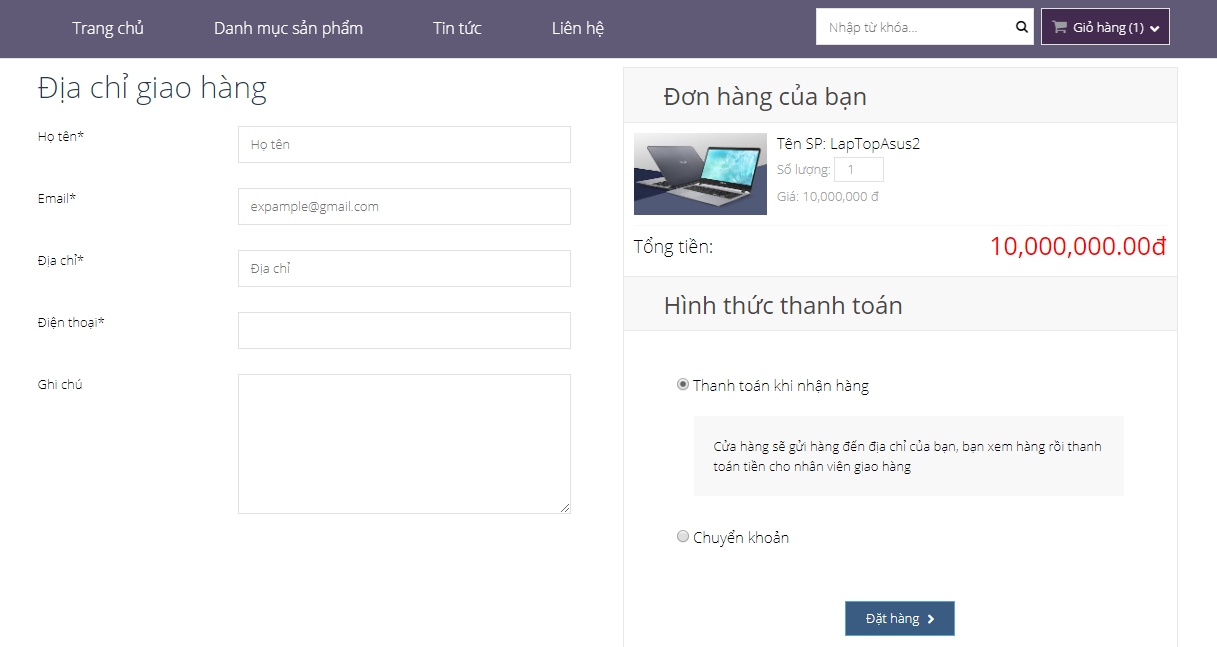 Trang chủ
Danh mục sản phẩm
Tin tức
Liên hệ
Nhập từ khóa...
Giỏ hàng (1)
Địa chỉ giao hàng
Họ tên*
Họ tên
Email*
expample@gmail.com
Địa chỉ*
Địa chỉ
Điện thoại*
Ghi chú
Đơn hàng của bạn
Tên SP: LapTopAsus2
Số lượng: 1
Giá: 10,000,000 đ
Tổng tiền:
10,000,000.00đ
Hình thức thanh toán
Thanh toán khi nhận hàng
Cửa hàng sẽ gửi hàng đến địa chỉ của bạn, bạn xem hàng rồi thanh
toán tiền cho nhân viên giao hàng
Chuyển khoản
Đặt hàng